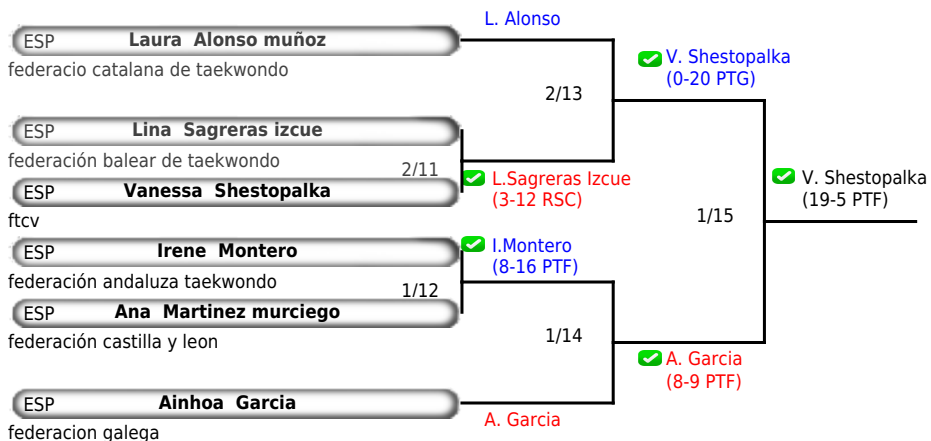 L. Alonso
ESP Laura Alonso muñoz
federacio catalana de taekwondo
V. Shestopalka
(0-20 PTG)
2/13
ESP Lina Sagreras izcue
federación balear de taekwondo
2/11
L.Sagreras Izcue
(3-12 RSC)
ESP Vanessa Shestopalka
ftcv
V. Shestopalka
(19-5 PTF)
1/15
I.Montero
(8-16 PTF)
ESP Irene Montero
federación andaluza taekwondo
1/12
ESP Ana Martinez murciego
federación castilla y leon
1/14
A. Garcia
(8-9 PTF)
ESP Ainhoa Garcia
A. Garcia
federacion galega